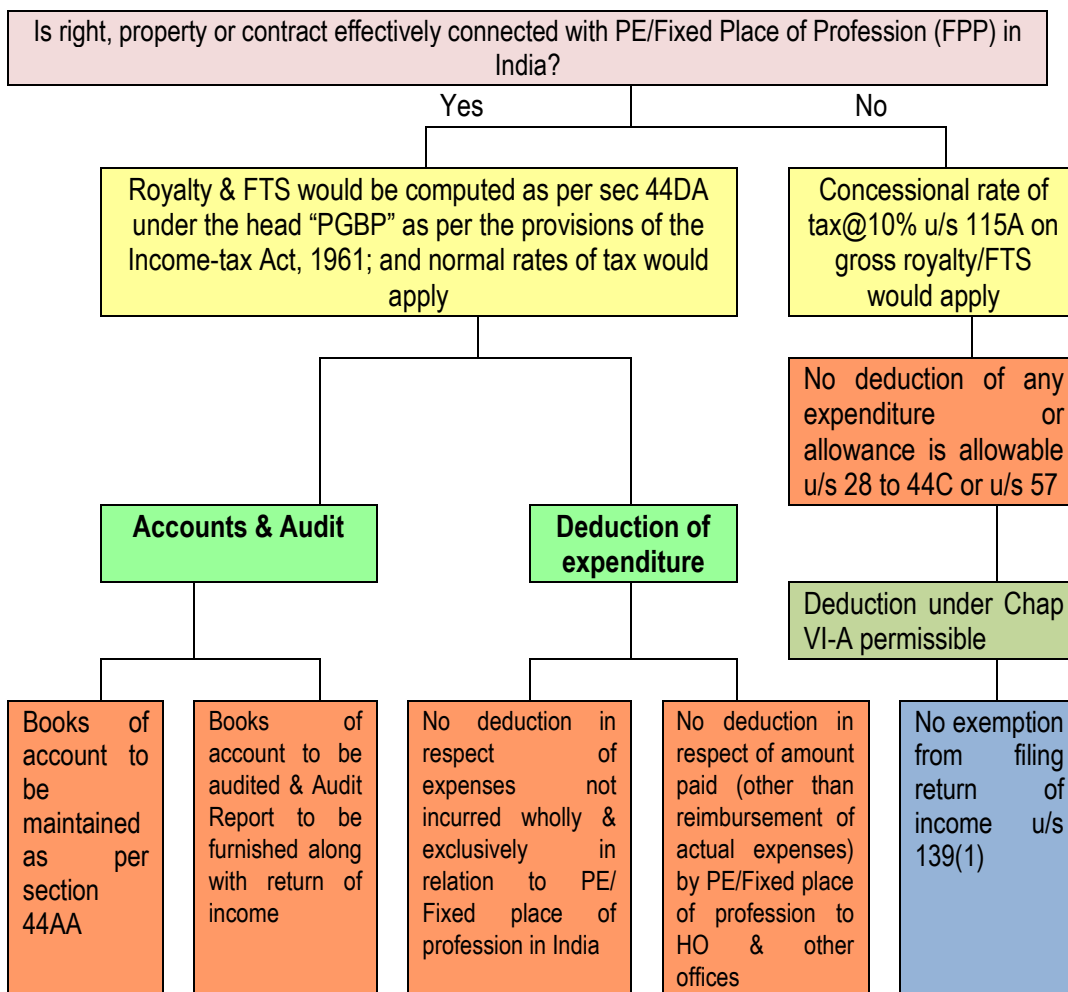 Is right, property or contract effectively connected with PE/Fixed Place of Profession (FPP) in
India?
Yes
No
Royalty & FTS would be computed as per sec 44DA
under the head “PGBP” as per the provisions of the
Income-tax Act, 1961; and normal rates of tax would
apply
Concessional rate of
tax@10% u/s 115A on
gross royalty/FTS
would apply
No deduction of any
expenditure or
allowance is allowable
u/s 28 to 44C or u/s 57
Accounts & Audit
Deduction of
expenditure
Deduction under Chap
VI-A permissible
Books of
account to
be
maintained
as per
section
44AA
Books of
account to be
audited & Audit
Report to be
furnished along
with return of
income
No deduction in
respect of
expenses not
incurred wholly &
exclusively in
relation to PE/
Fixed place of
profession in India
No deduction in
respect of amount
paid (other than
reimbursement of
actual expenses)
by PE/Fixed place
of profession to
HO & other
offices
No exemption
from filing
return of
income u/s
139(1)